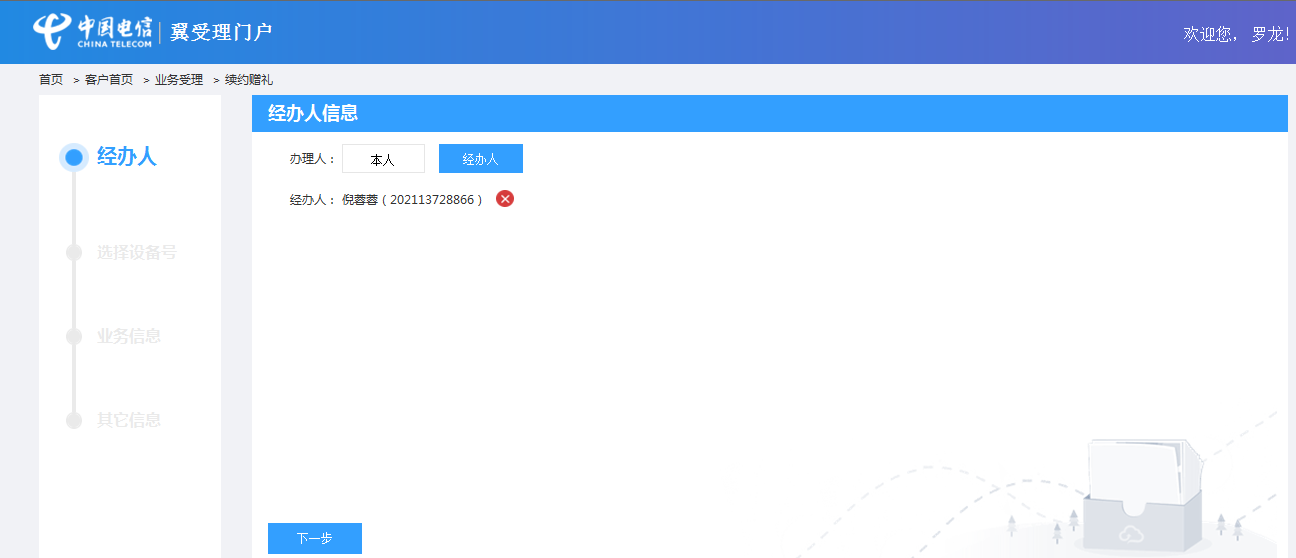 中国电信
CHINA TELECOM
翼受理门户
欢迎您， 罗龙!
首页 > 客户首页 > 业务受理 > 续约赠礼
经办人
选择设备号
业务信息
其它信息
经办人信息
办理人： 本人 经办人
经办人： 倪蓉蓉 ( 202113728866 )
下一步